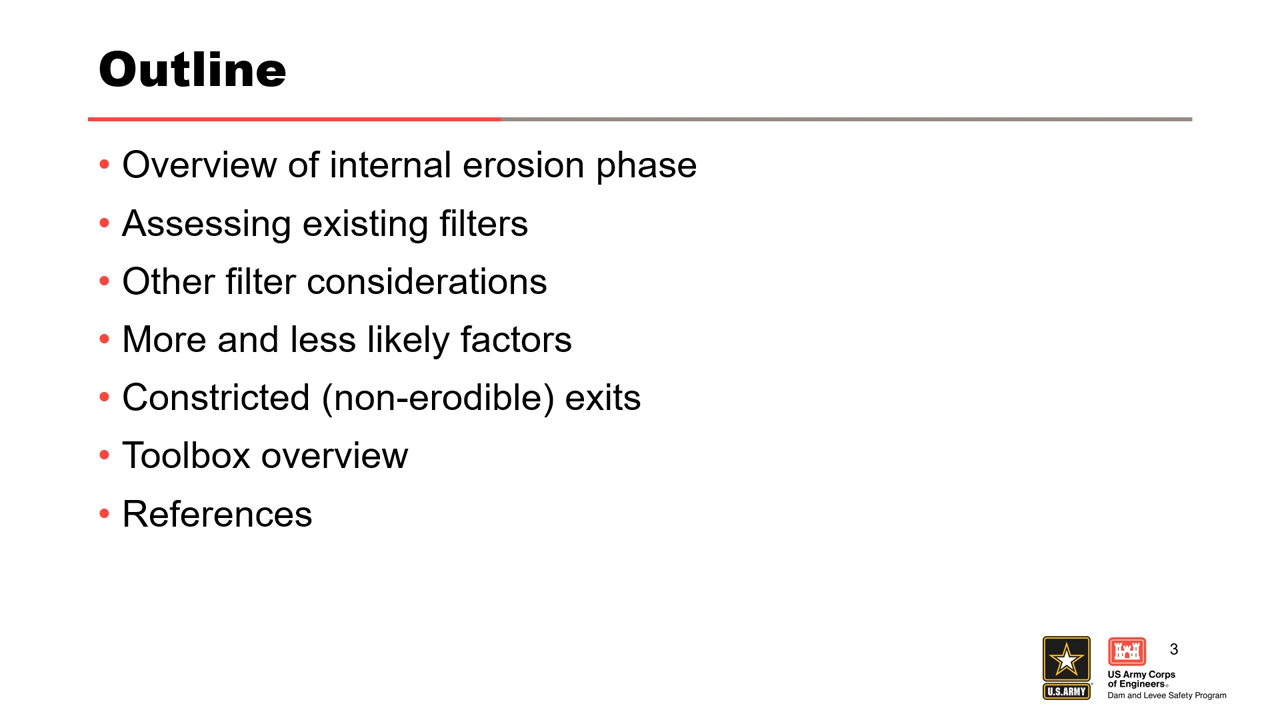 Outline
• Overview of internal erosion phase
• Assessing existing filters
• Other filter considerations
• More and less likely factors
• Constricted (non-erodible) exits
• Toolbox overview
• References
3
U.S.ARMY
US Army Corps
of Engineers®
Dam and Levee Safety Program